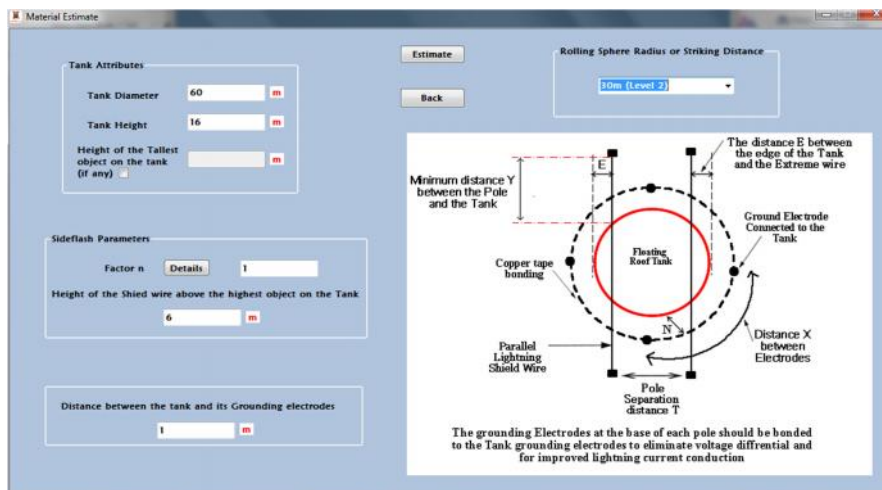 Material Estimate
Tank Attributes
Tank Diameter
60
m
Tank Height
16
m
Height of the Tallest
object on the tank
(if any)
m
Estimate
Back
Rolling Sphere Radius or Striking Distance
30m (Level 2)
Sideflash Parameters
Factor n
Details
1
Height of the Shied wire above the highest object on the Tank
6
m
Distance between the tank and its Grounding electrodes
1
m
The distance E between
the edge of the Tank
and the Extreme wire
E
Minimum distance Y
between the Pole
and the Tank
Ground Electrode
Connected to the
Tank
Floating
Roof Tank
Copper tape
bonding
N
Distance X
between
Electrodes
Parallel
Lightning
Shield Wire
Pole
Separation
distance T
The grounding Electrodes at the base of each pole should be bonded
to the Tank grounding electrodes to eliminate voltage diffrential and
for improved lightning current conduction